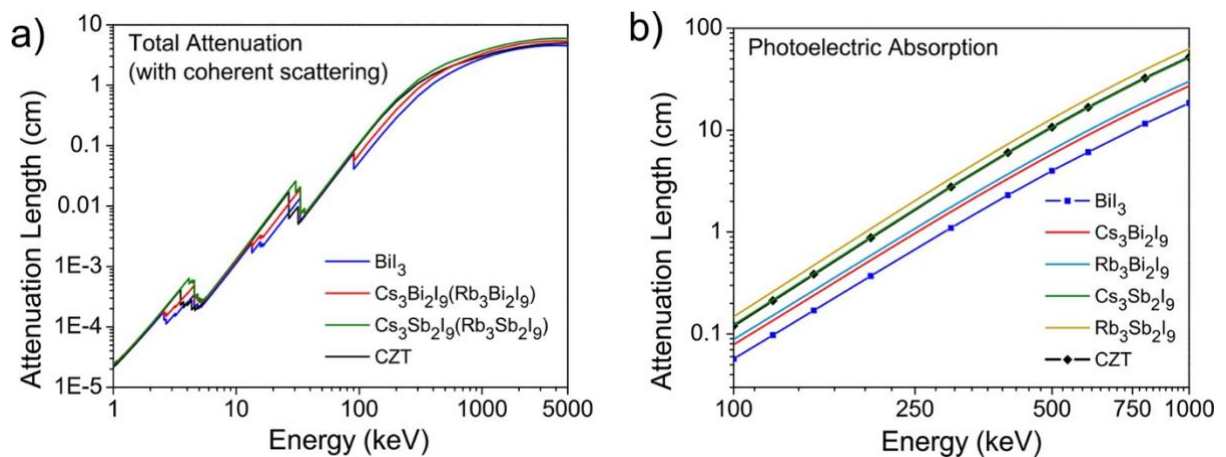 a)
Total Attenuation
(with coherent scattering)
Attenuation Length (cm)
10
1
0.1
0.01
1E-3
1E-4
1E-5
BiI₃
Cs₃Bi₂I₉(Rb₃Bi₂I₉)
Cs₃Sb₂I₉(Rb₃Sb₂I₉)
CZT
1 10 100 1000 5000
Energy (keV)
b)
Photoelectric Absorption
Attenuation Length (cm)
100
10
1
0.1
BiI₃
Cs₃Bi₂I₉
Rb₃Bi₂I₉
Cs₃Sb₂I₉
Rb₃Sb₂I₉
CZT
100 250 500 750 1000
Energy (keV)